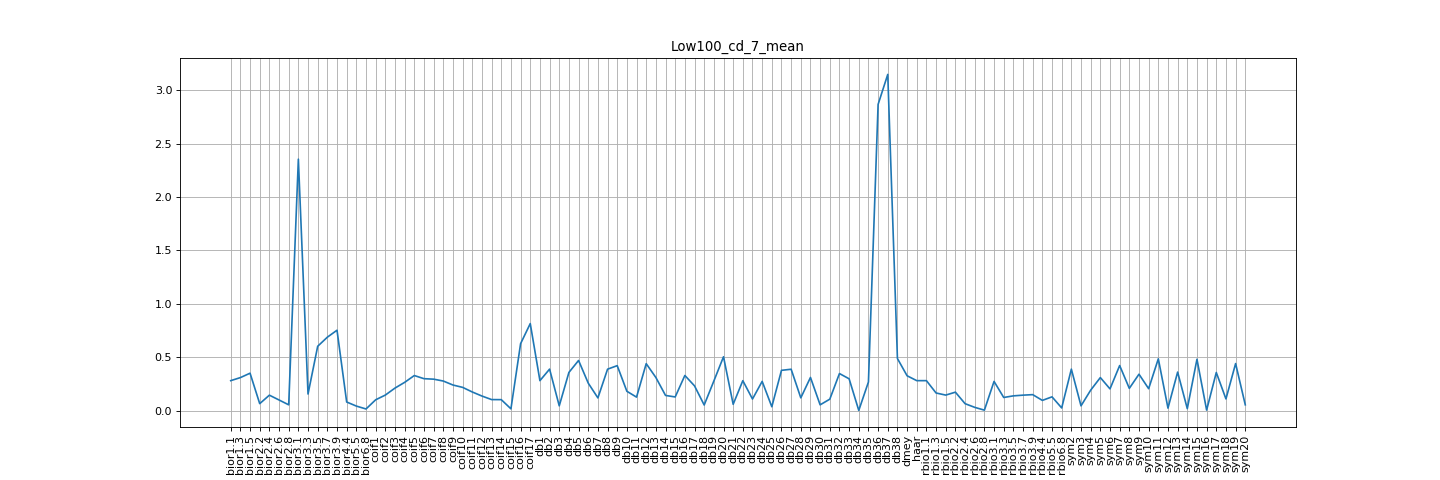 Low100_cd_7_mean
3.0
2.5
2.0
1.5
1.0
0.5
0.0
bior1.1
bior1.3
bior1.5
bior2.2
bior2.4
bior2.6
bior2.8
bior3.1
bior3.3
bior3.5
bior3.7
bior3.9
bior4.4
bior5.5
bior6.8
coif1
coif2
coif3
coif4
coif5
coif6
coif7
coif8
coif9
coif10
coif11
coif12
coif13
coif14
coif15
coif16
coif17
db1
db2
db3
db4
db5
db6
db7
db8
db9
db10
db11
db12
db13
db14
db15
db16
db17
db18
db19
db20
db21
db22
db23
db24
db25
db26
db27
db28
db29
db30
db31
db32
db33
db34
db35
db36
db37
db38
dmey
haar
rbio1.1
rbio1.3
rbio1.5
rbio2.2
rbio2.4
rbio2.6
rbio2.8
rbio3.1
rbio3.3
rbio3.5
rbio3.7
rbio3.9
rbio4.4
rbio5.5
rbio6.8
sym2
sym3
sym4
sym5
sym6
sym7
sym8
sym9
sym10
sym11
sym12
sym13
sym14
sym15
sym16
sym17
sym18
sym19
sym20